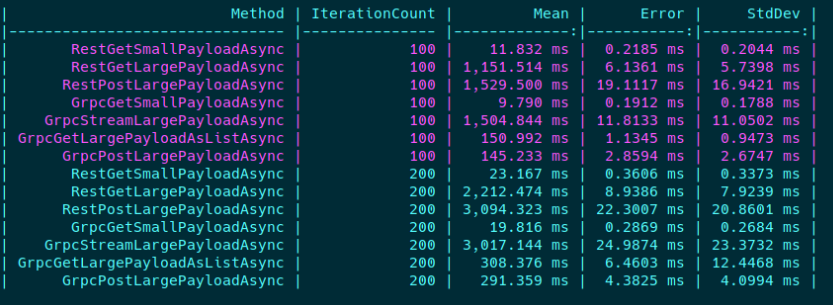 | Method | IterationCount | Mean | Error | StdDev |
|-------------------------------- |--------------- |-------------:|-----------:|-----------:|
| RestGetSmallPayloadAsync | 100 | 11.832 ms | 0.2185 ms | 0.2044 ms |
| RestGetLargePayloadAsync | 100 | 1,151.514 ms | 6.1361 ms | 5.7398 ms |
| RestPostLargePayloadAsync | 100 | 1,529.500 ms | 19.1117 ms | 16.9421 ms |
| GrpcGetSmallPayloadAsync | 100 | 9.790 ms | 0.1912 ms | 0.1788 ms |
| GrpcStreamLargePayloadAsync | 100 | 1,504.844 ms | 11.8133 ms | 11.0502 ms |
| GrpcGetLargePayloadAsListAsync | 100 | 150.992 ms | 1.1345 ms | 0.9473 ms |
| GrpcPostLargePayloadAsync | 100 | 145.233 ms | 2.8594 ms | 2.6747 ms |
| RestGetSmallPayloadAsync | 200 | 23.167 ms | 0.3606 ms | 0.3373 ms |
| RestGetLargePayloadAsync | 200 | 2,212.474 ms | 8.9386 ms | 7.9239 ms |
| RestPostLargePayloadAsync | 200 | 3,094.323 ms | 22.3007 ms | 20.8601 ms |
| GrpcGetSmallPayloadAsync | 200 | 19.816 ms | 0.2869 ms | 0.2684 ms |
| GrpcStreamLargePayloadAsync | 200 | 3,017.144 ms | 24.9874 ms | 23.3732 ms |
| GrpcGetLargePayloadAsListAsync | 200 | 308.376 ms | 6.4603 ms | 12.4468 ms |
| GrpcPostLargePayloadAsync | 200 | 291.359 ms | 4.3825 ms | 4.0994 ms |